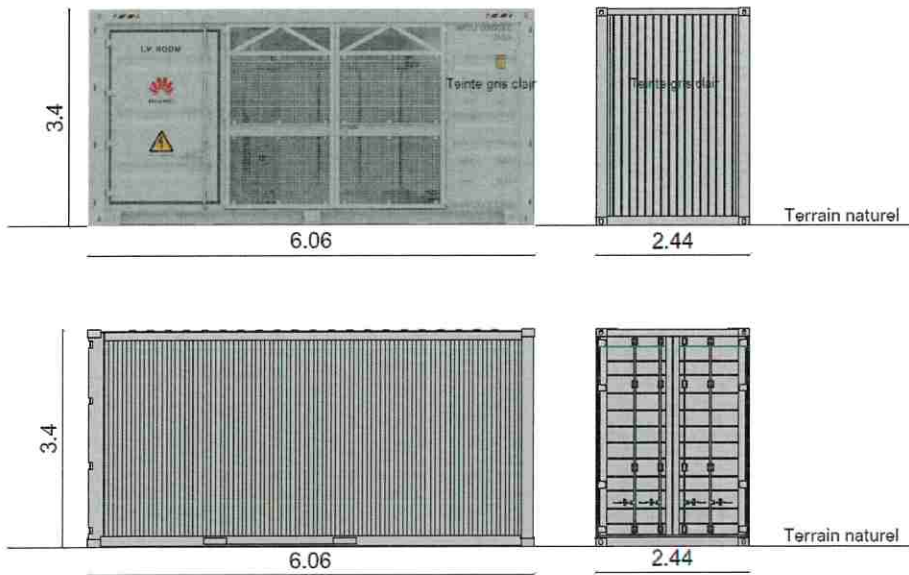 L.V. ROOM
HUAWEI
Teinte gris clair
Teinte gris clair
3.4
Terrain naturel
6.06
2.44
3.4
Terrain naturel
6.06
2.44